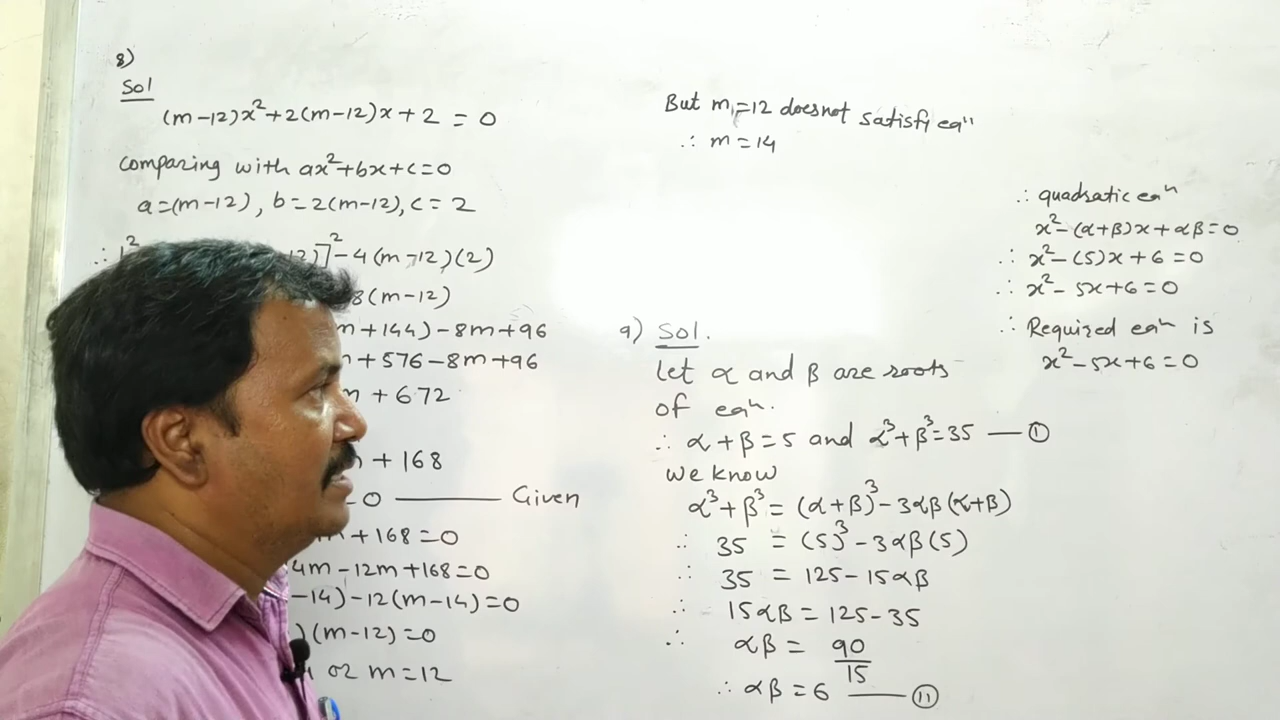 8)
Sol
(m-12)x²+2(m-12)x+2 = 0
Comparing with ax²+bx+c=0
a=(m-12), b=2(m-12), c=2
∴ 12)]²-4(m-12)(2)
8(m-12)
m+144)-8m+96
m+576-8m+96
m+672
m+168
=0 ——— Given
m+168=0
4m-12m+168=0
-14)-12(m-14)=0
)(m-12)=0
or m=12
But m=12 doesnot satisfy eqⁿ
∴ m=14
9) Sol.
Let α and β are roots
of eqⁿ.
∴ α+β=5 and α³+β³=35 — ①
we know
α³+β³ = (α+β)³-3αβ(α+β)
∴ 35 = (5)³-3αβ(5)
∴ 35 = 125-15αβ
∴ 15αβ = 125-35
∴ αβ = 90/15
∴ αβ=6 — ⑪
∴ quadratic eqⁿ
x²-(α+β)x+αβ=0
∴ x²-(5)x+6=0
∴ x²-5x+6=0
∴ Required eqⁿ is
x²-5x+6=0